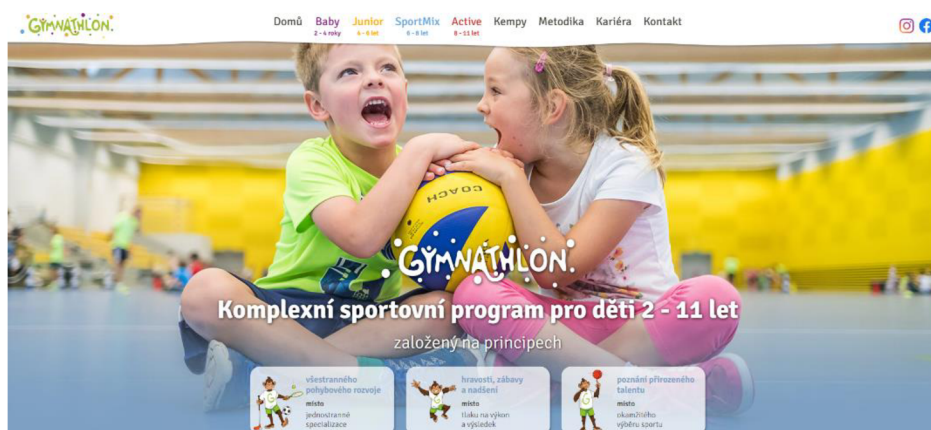 GYMNATHLON.
Domů Baby Junior SportMix Active Kempy Metodika Kariéra Kontakt
2 - 4 roky 4 - 6 let 6 - 8 let 8 - 11 let
COACH
GYMNATHLON.
Komplexní sportovní program pro děti 2 - 11 let
založený na principech
všestranného
pohybového rozvoje
místo
jednostranné
specializace
hravosti, zábavy
a nadšení
místo
tlaku na výkon
a výsledek
poznání přirozeného
talentu
místo
okamžitého
výběru sportu